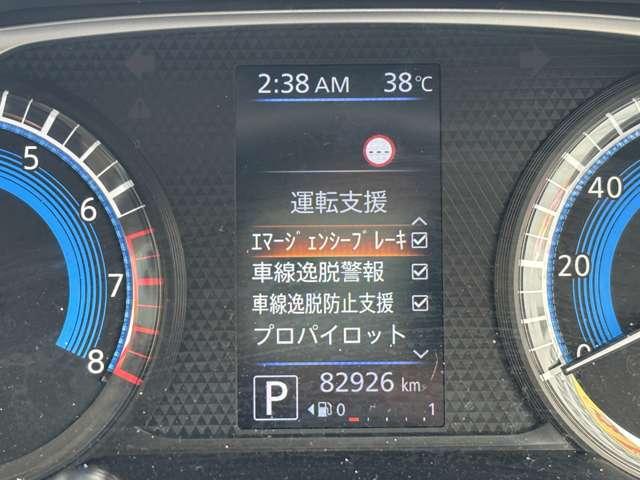 2:38 AM 38℃
運転支援
ｴﾏｰｼﾞｪﾝｼｰﾌﾞﾚｰｷ
車線逸脱警報
車線逸脱防止支援
プロパイロット
P 82926 km
0 1
5
6
7
8
40
20
0